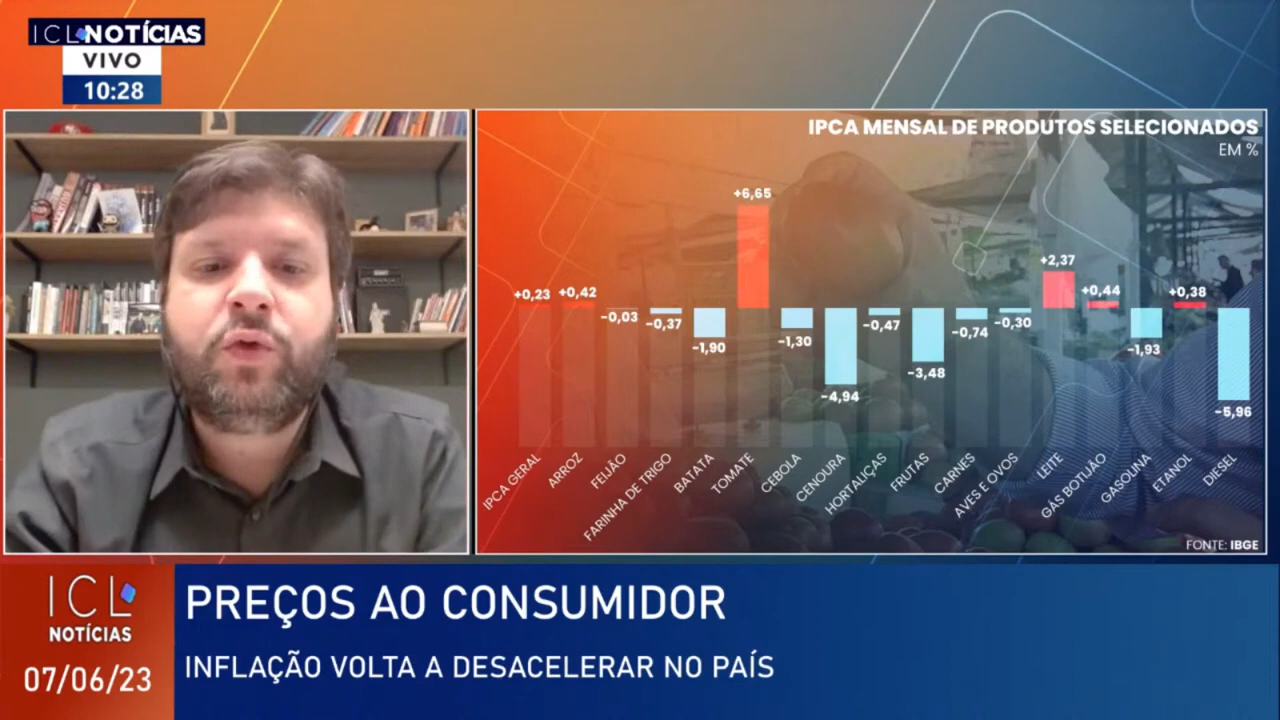 ICL NOTÍCIAS
VIVO
10:28
IPCA MENSAL DE PRODUTOS SELECIONADOS
EM %
+0,23
+0,42
-0,03
-0,37
-1,90
+6,65
-1,30
-4,94
-0,47
-3,48
-0,74
-0,30
+2,37
+0,44
-1,93
+0,38
-5,96
IPCA GERAL
ARROZ
FEIJÃO
FARINHA DE TRIGO
BATATA
TOMATE
CEBOLA
CENOURA
HORTALIÇAS
FRUTAS
CARNES
AVES E OVOS
LEITE
GÁS BOTIJÃO
GASOLINA
ETANOL
DIESEL
FONTE: IBGE
ICL
NOTÍCIAS
07/06/23
PREÇOS AO CONSUMIDOR
INFLAÇÃO VOLTA A DESACELERAR NO PAÍS